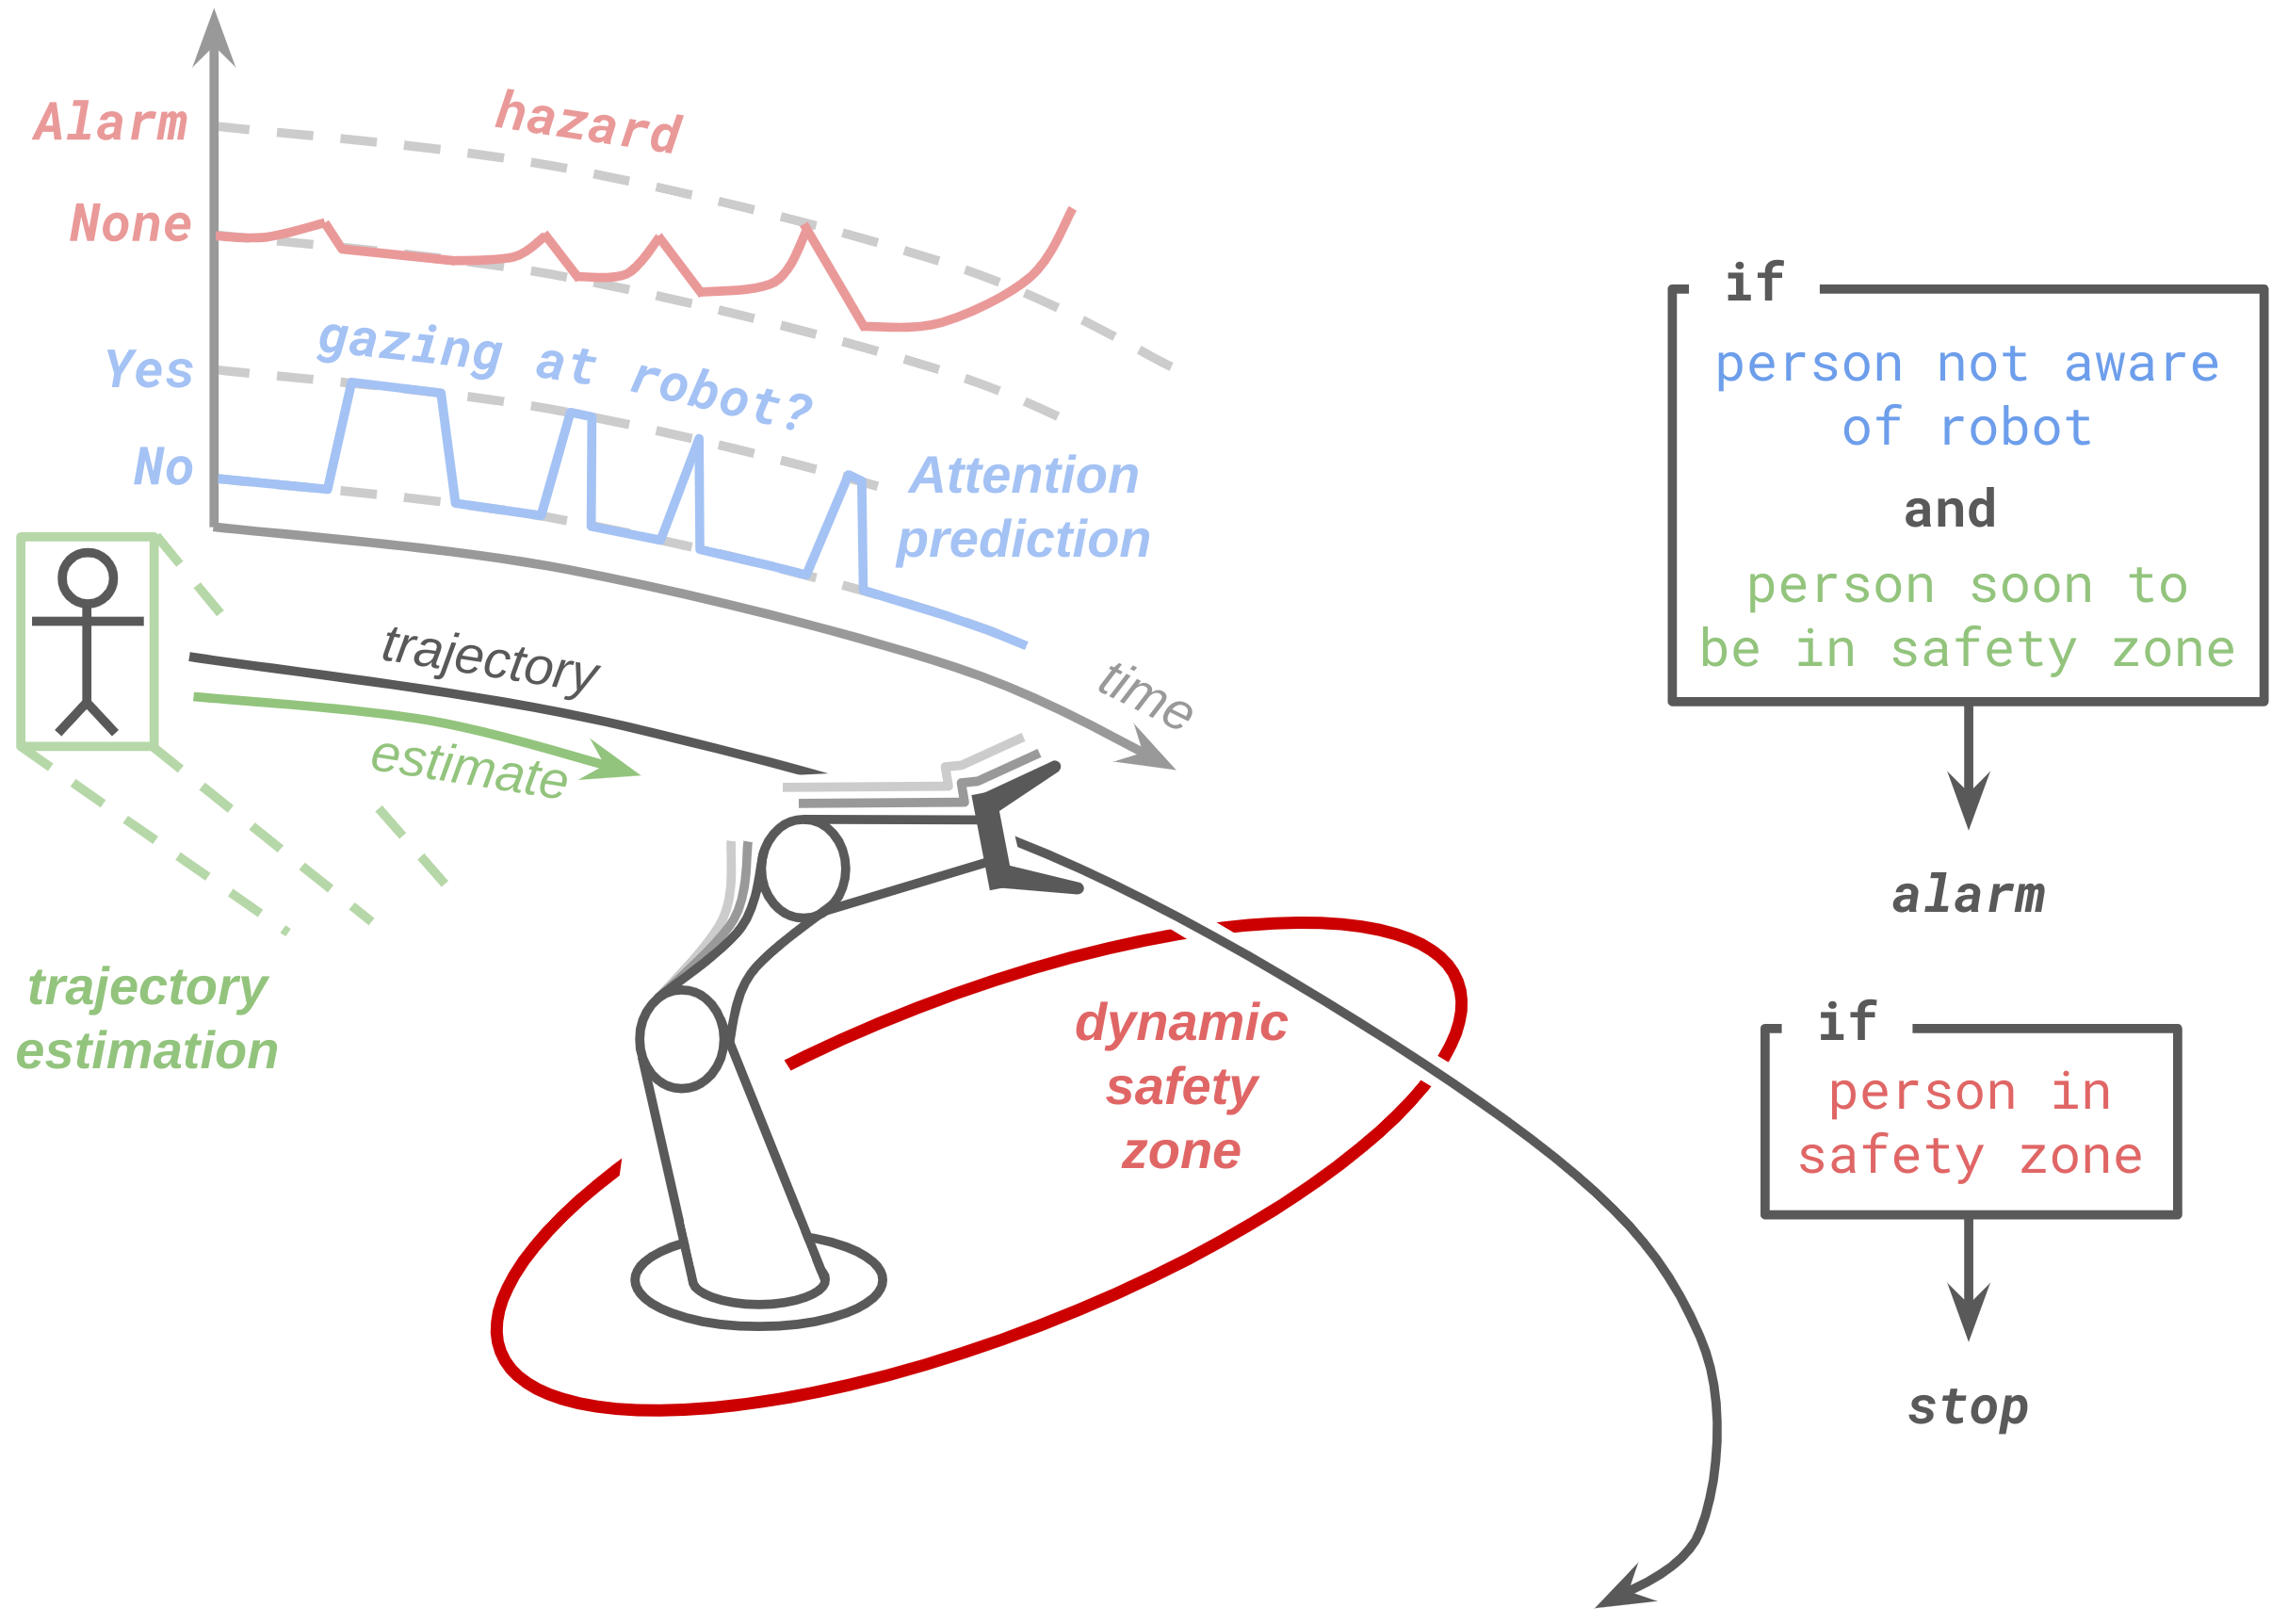 Alarm
None
hazard
Yes
No
gazing at robot?
Attention
prediction
time
trajectory
estimate
trajectory
estimation
dynamic
safety
zone
if
person not aware
of robot
and
person soon to
be in safety zone
alarm
if
person in
safety zone
stop